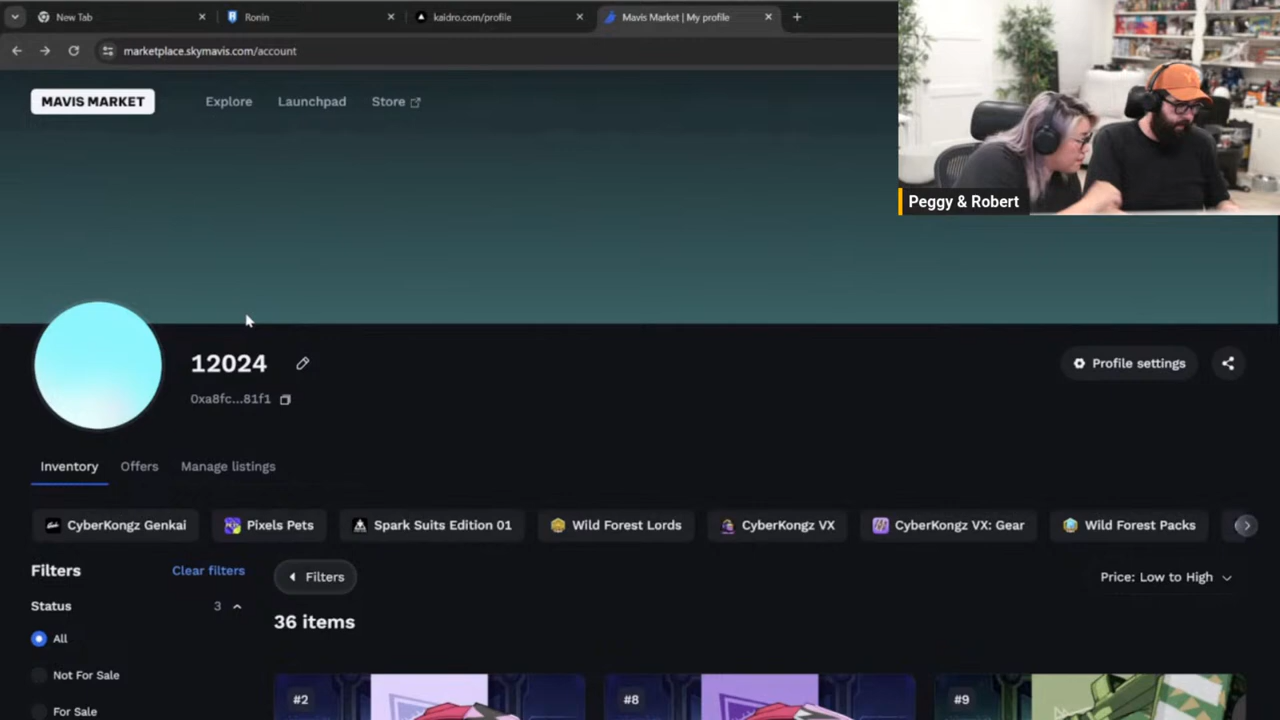 New Tab
Ronin
kaidro.com/profile
Mavis Market | My profile
marketplace.skymavis.com/account
MAVIS MARKET
Explore
Launchpad
Store
Peggy & Robert
12024
0xa8fc...81f1
Profile settings
Inventory
Offers
Manage listings
CyberKongz Genkai
Pixels Pets
Spark Suits Edition 01
Wild Forest Lords
CyberKongz VX
CyberKongz VX: Gear
Wild Forest Packs
Filters
Clear filters
Filters
Price: Low to High
Status
3
36 items
All
Not For Sale
For Sale
#2
#8
#9